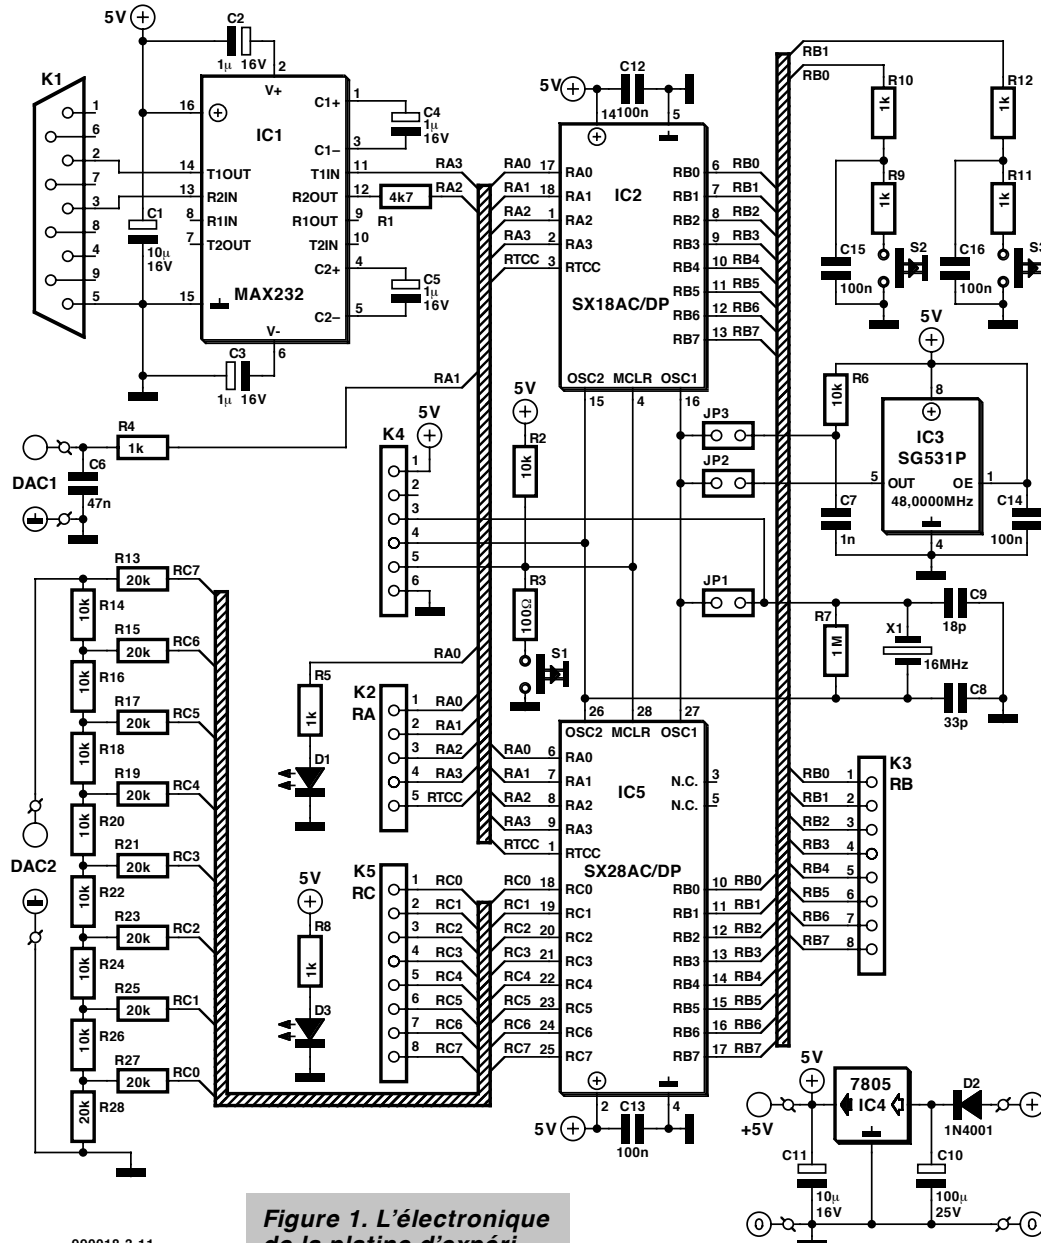 5V
C2
1µ 16V
K1
1
6
2
7
3
8
4
9
5
16
2
V+
IC1
C1+
1
C4
1µ
16V
C1–
3
14
T1OUT
T1IN
11
RA3
13
R2IN
R2OUT
12
4k7
RA2
R1
8
R1IN
R1OUT
9
7
T2OUT
T2IN
10
C1
10µ
16V
C2+
4
C5
1µ
16V
C2–
5
15
MAX232
V-
6
C3
1µ 16V
RA1
5V
C12
100n
14
5
RA0 17 RA0
RA1 18 RA1
RA2 1 RA2
RA3 2 RA3
RTCC 3 RTCC
IC2
SX18AC/DP
RB0 6 RB0
RB1 7 RB1
RB2 8 RB2
RB3 9 RB3
RB4 10 RB4
RB5 11 RB5
RB6 12 RB6
RB7 13 RB7
OSC2 MCLR OSC1
15
4
16
RB1
RB0
R10
1k
R12
1k
R9
1k
R11
1k
C15
100n
S2
C16
100n
S3
5V
R6
10k
8
IC3
SG531P
5 OUT
OE 1
48,0000MHz
4
C7
1n
C14
100n
JP3
JP2
JP1
R4
1k
C6
47n
DAC1
K4
5V
1
2
3
4
5
6
5V
R2
10k
R3
100Ω
S1
R7
1M
X1
16MHz
C9
18p
C8
33p
R13
20k
RC7
R14
10k
R15
20k
RC6
R16
10k
R17
20k
RC5
R18
10k
R19
20k
RC4
R20
10k
R21
20k
RC3
R22
10k
R23
20k
RC2
R24
10k
R25
20k
RC1
R26
10k
R27
20k
RC0
R28
20k
DAC2
RA0
R5
1k
D1
K2
RA
1 RA0
2 RA1
3 RA2
4 RA3
5 RTCC
5V
R8
1k
D3
K5
RC
1 RC0
2 RC1
3 RC2
4 RC3
5 RC4
6 RC5
7 RC6
8 RC7
26
28
27
OSC2 MCLR OSC1
RA0 6 RA0
RA1 7 RA1
RA2 8 RA2
RA3 9 RA3
RTCC 1 RTCC
N.C. 3
N.C. 5
IC5
SX28AC/DP
RC0 18 RC0
RC1 19 RC1
RC2 20 RC2
RC3 21 RC3
RC4 22 RC4
RC5 23 RC5
RC6 24 RC6
RC7 25 RC7
RB0 10 RB0
RB1 11 RB1
RB2 12 RB2
RB3 13 RB3
RB4 14 RB4
RB5 15 RB5
RB6 16 RB6
RB7 17 RB7
2
4
5V
C13
100n
K3
RB
RB0 1
RB1 2
RB2 3
RB3 4
RB4 5
RB5 6
RB6 7
RB7 8
5V
+5V
7805
IC4
D2
1N4001
C11
10µ
16V
C10
100µ
25V
0
0
Figure 1. L'électronique
de la platine d'expéri-